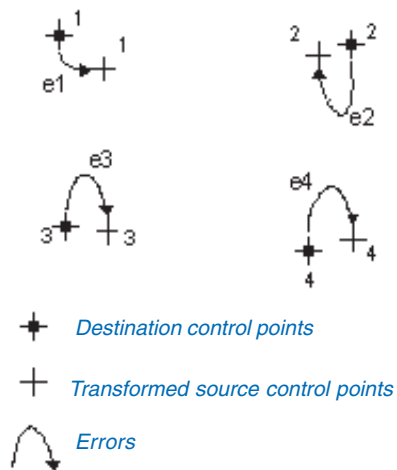 1 1
e1
2 2
e2
e3
3 3
e4
4 4
Destination control points
Transformed source control points
Errors